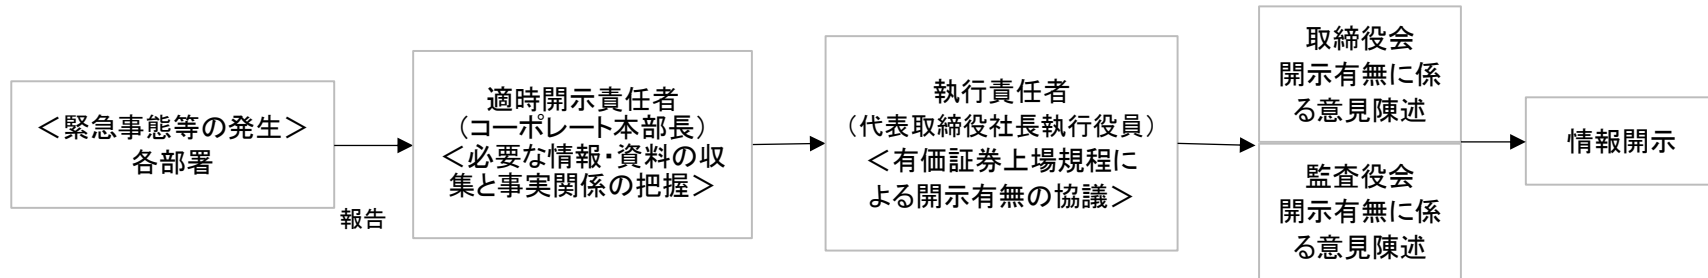 ＜緊急事態等の発生＞
各部署
報告
適時開示責任者
（コーポレート本部長）
＜必要な情報・資料の収
集と事実関係の把握＞
執行責任者
（代表取締役社長執行役員）
＜有価証券上場規程に
よる開示有無の協議＞
取締役会
開示有無に係
る意見陳述
監査役会
開示有無に係
る意見陳述
情報開示